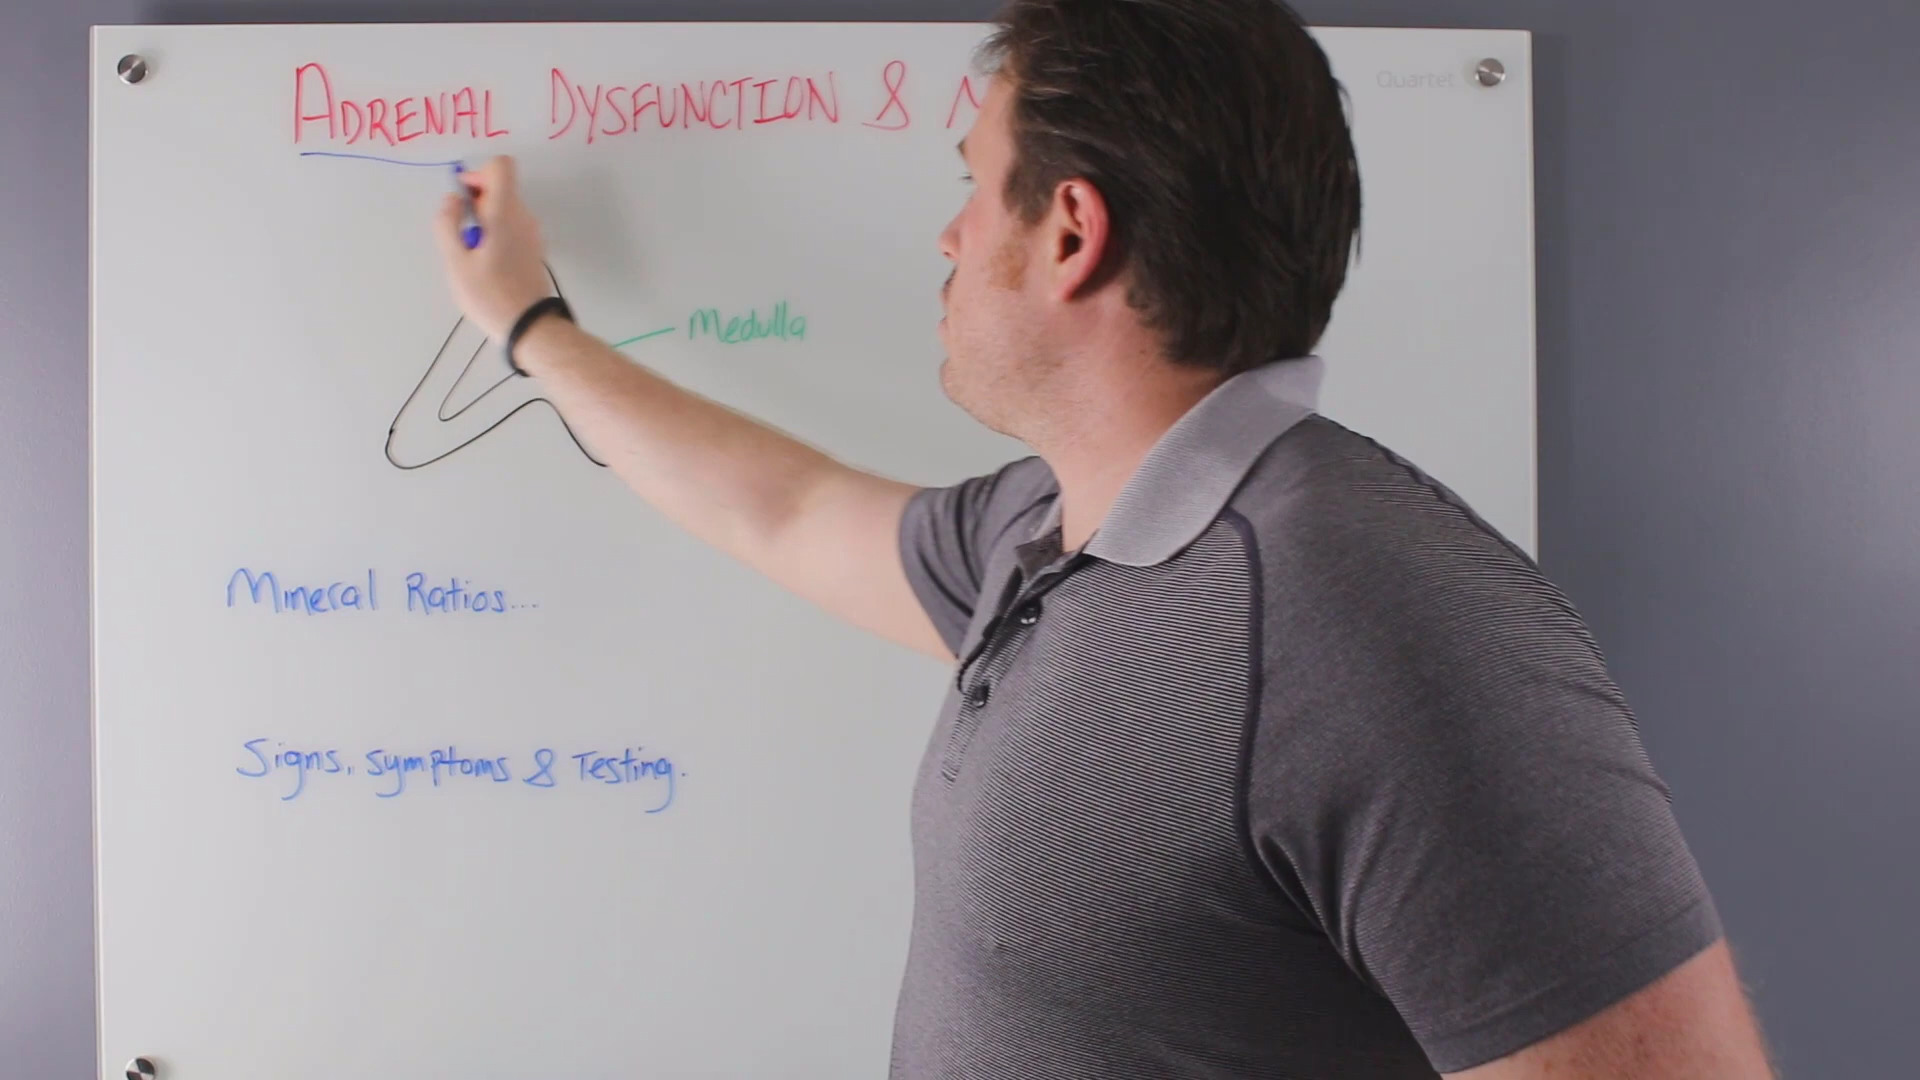 ADRENAL DYSFUNCTION &
Quartet
Medulla
Mineral Ratios...
Signs, symptoms & Testing.